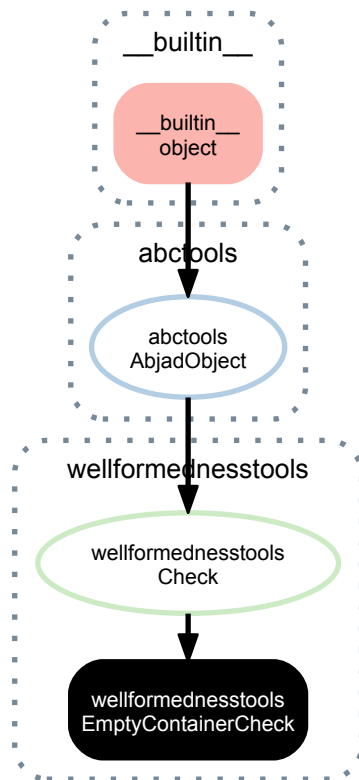 __builtin__
__builtin__
object
abctools
abctools
AbjadObject
wellformednesstools
wellformednesstools
Check
wellformednesstools
EmptyContainerCheck